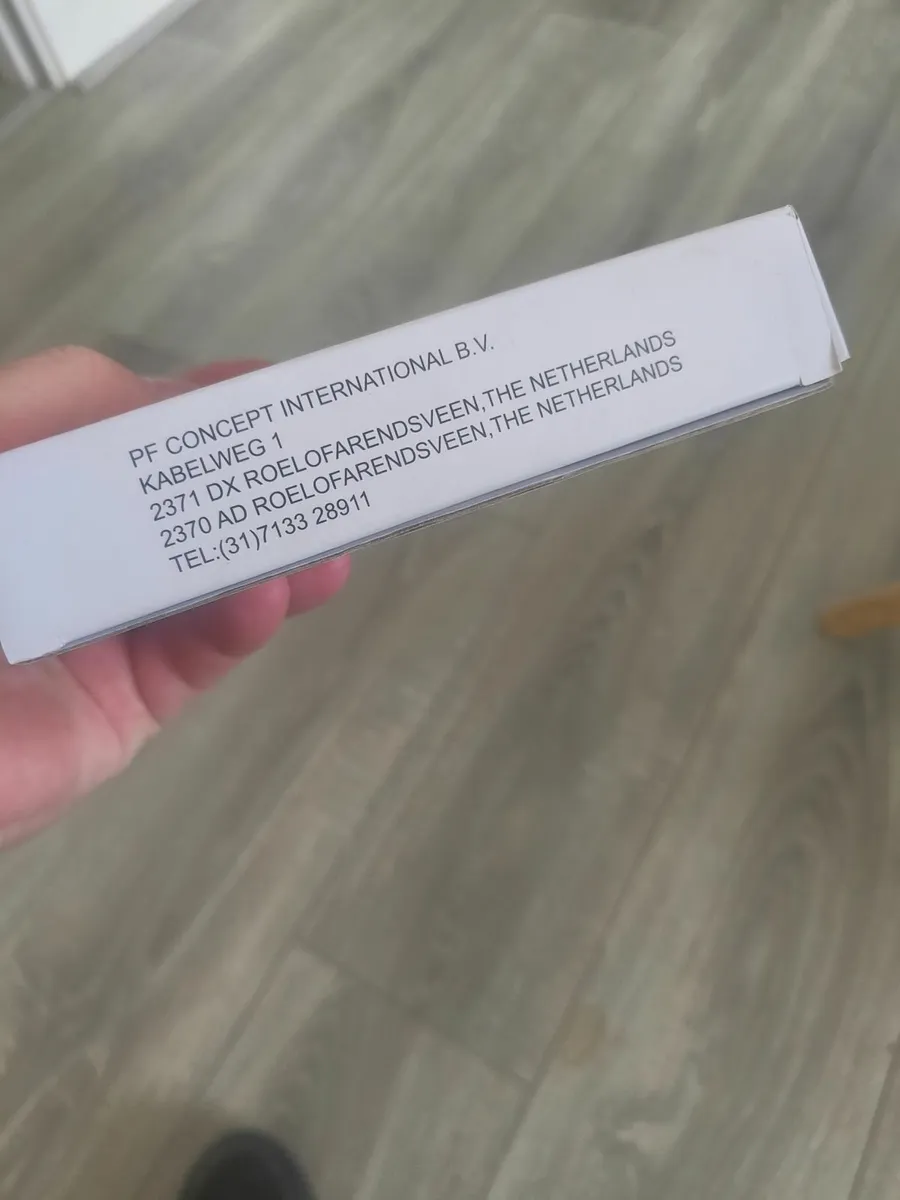 PF CONCEPT INTERNATIONAL B.V.
KABELWEG 1
2371 DX ROELOFARENDSVEEN,THE NETHERLANDS
2370 AD ROELOFARENDSVEEN,THE NETHERLANDS
TEL:(31)7133 28911